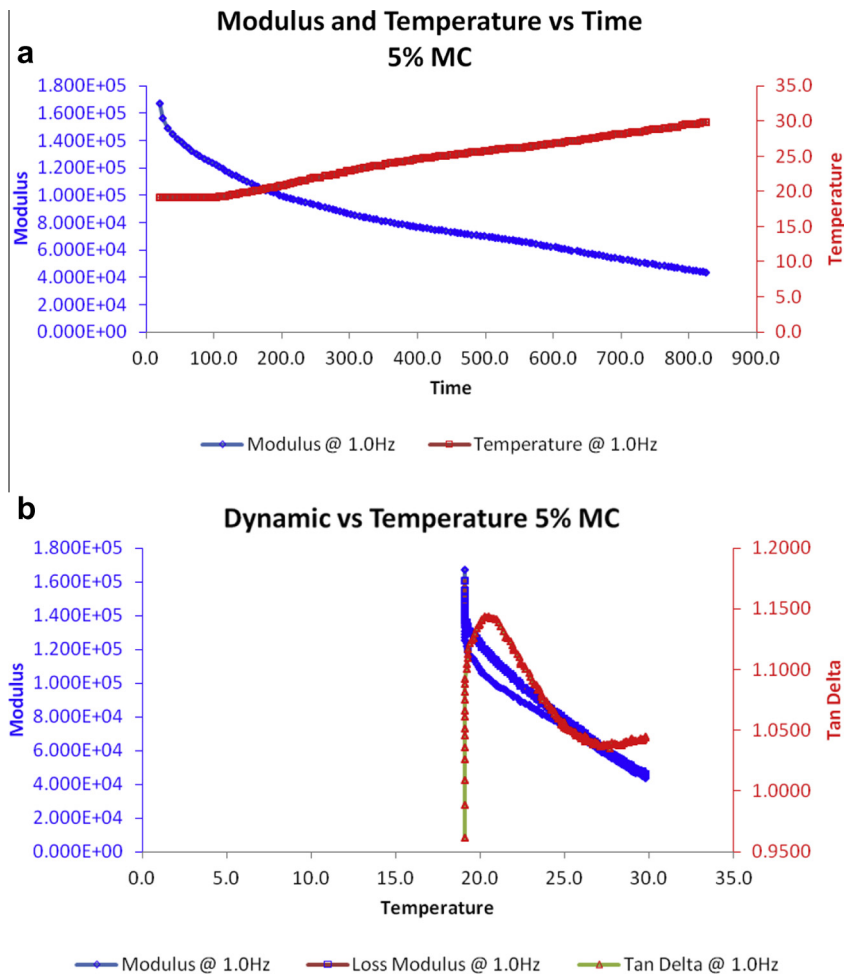 a
Modulus and Temperature vs Time
5% MC
1.800E+05
1.600E+05
1.400E+05
1.200E+05
1.000E+05
8.000E+04
6.000E+04
4.000E+04
2.000E+04
0.000E+00
Modulus
35.0
30.0
25.0
20.0
15.0
10.0
5.0
0.0
Temperature
0.0 100.0 200.0 300.0 400.0 500.0 600.0 700.0 800.0 900.0
Time
Modulus @ 1.0Hz Temperature @ 1.0Hz
b
Dynamic vs Temperature 5% MC
1.800E+05
1.600E+05
1.400E+05
1.200E+05
1.000E+05
8.000E+04
6.000E+04
4.000E+04
2.000E+04
0.000E+00
Modulus
1.2000
1.1500
1.1000
1.0500
1.0000
0.9500
Tan Delta
0.0 5.0 10.0 15.0 20.0 25.0 30.0 35.0
Temperature
Modulus @ 1.0Hz Loss Modulus @ 1.0Hz Tan Delta @ 1.0Hz